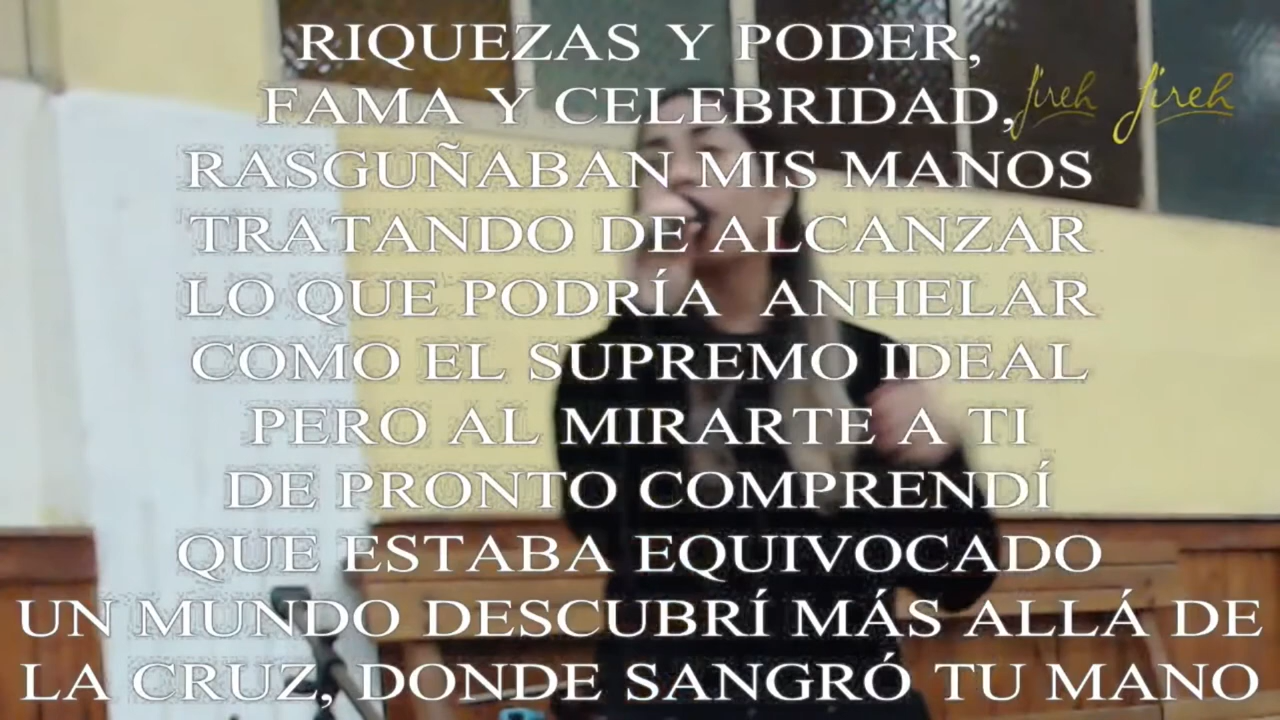 RIQUEZAS Y PODER,
FAMA Y CELEBRIDAD,
Jireh Jireh
RASGUÑABAN MIS MANOS
TRATANDO DE ALCANZAR
LO QUE PODRÍA ANHELAR
COMO EL SUPREMO IDEAL
PERO AL MIRARTE A TI
DE PRONTO COMPRENDÍ
QUE ESTABA EQUIVOCADO
UN MUNDO DESCUBRÍ MÁS ALLÁ DE
LA CRUZ, DONDE SANGRÓ TU MANO